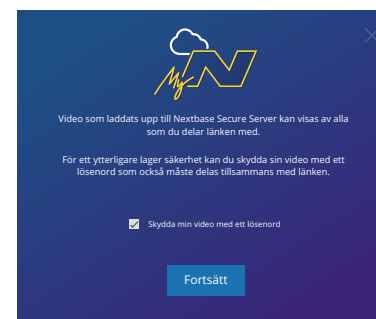 My N
Video som laddats upp till Nextbase Secure Server kan visas av alla
som du delar länken med.
För ett ytterligare lager säkerhet kan du skydda sin video med ett
lösenord som också måste delas tillsammans med länken.
Skydda min video med ett lösenord
Fortsätt